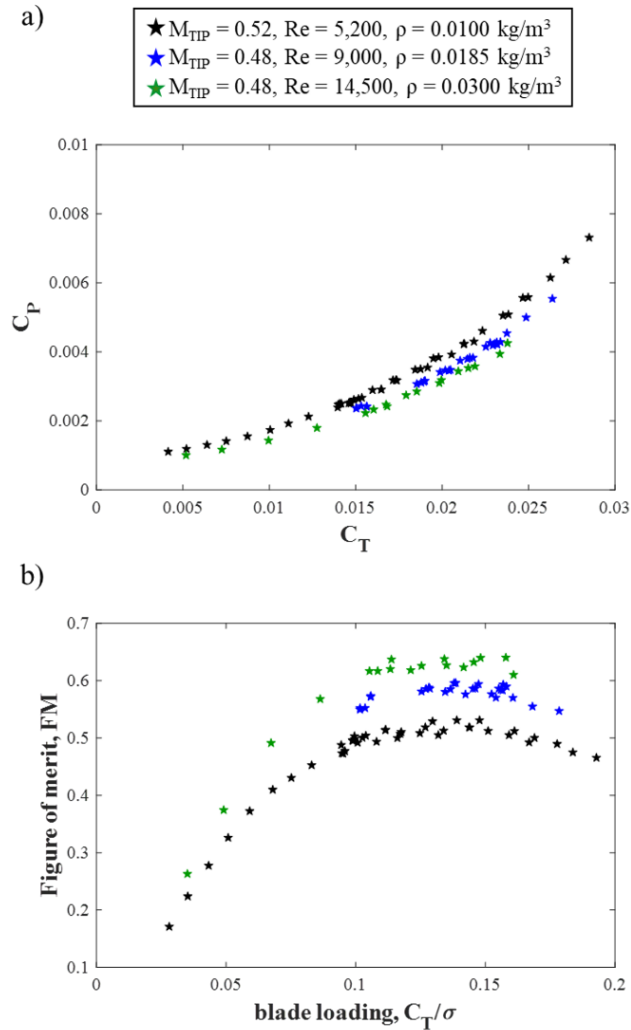 a)
★ M_TIP = 0.52, Re = 5,200, ρ = 0.0100 kg/m³
★ M_TIP = 0.48, Re = 9,000, ρ = 0.0185 kg/m³
★ M_TIP = 0.48, Re = 14,500, ρ = 0.0300 kg/m³
0.01
0.008
0.006
0.004
0.002
0
C_P
0 0.005 0.01 0.015 0.02 0.025 0.03
C_T
b)
0.7
0.6
0.5
0.4
0.3
0.2
0.1
Figure of merit, FM
0 0.05 0.1 0.15 0.2
blade loading, C_T/σ